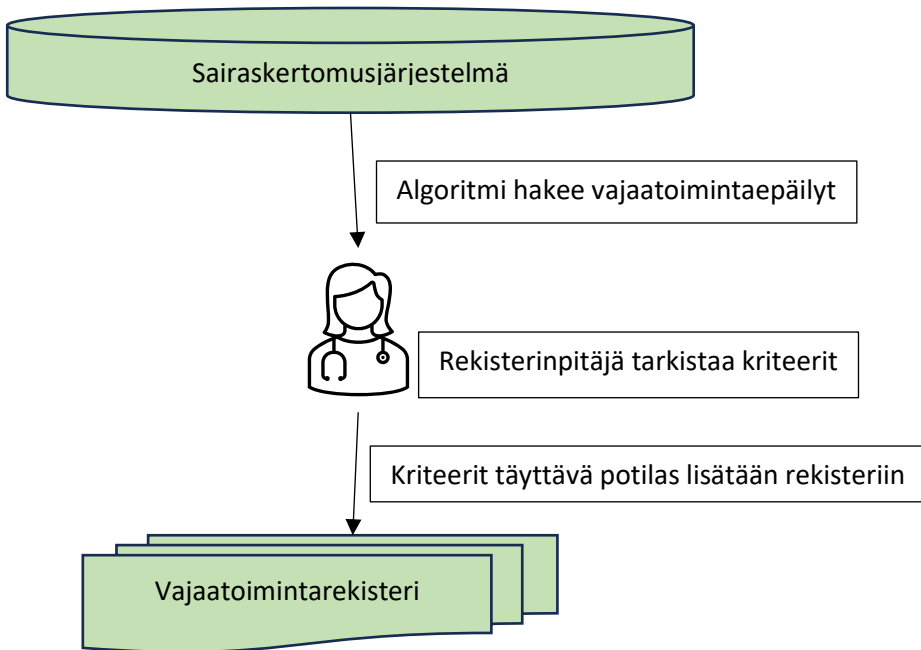 Sairaskertomusjärjestelmä
Algoritmi hakee vajaatoimintaepäilyt
Rekisterinpitäjä tarkistaa kriteerit
Kriteerit täyttävä potilas lisätään rekisteriin
Vajaatoimintarekisteri